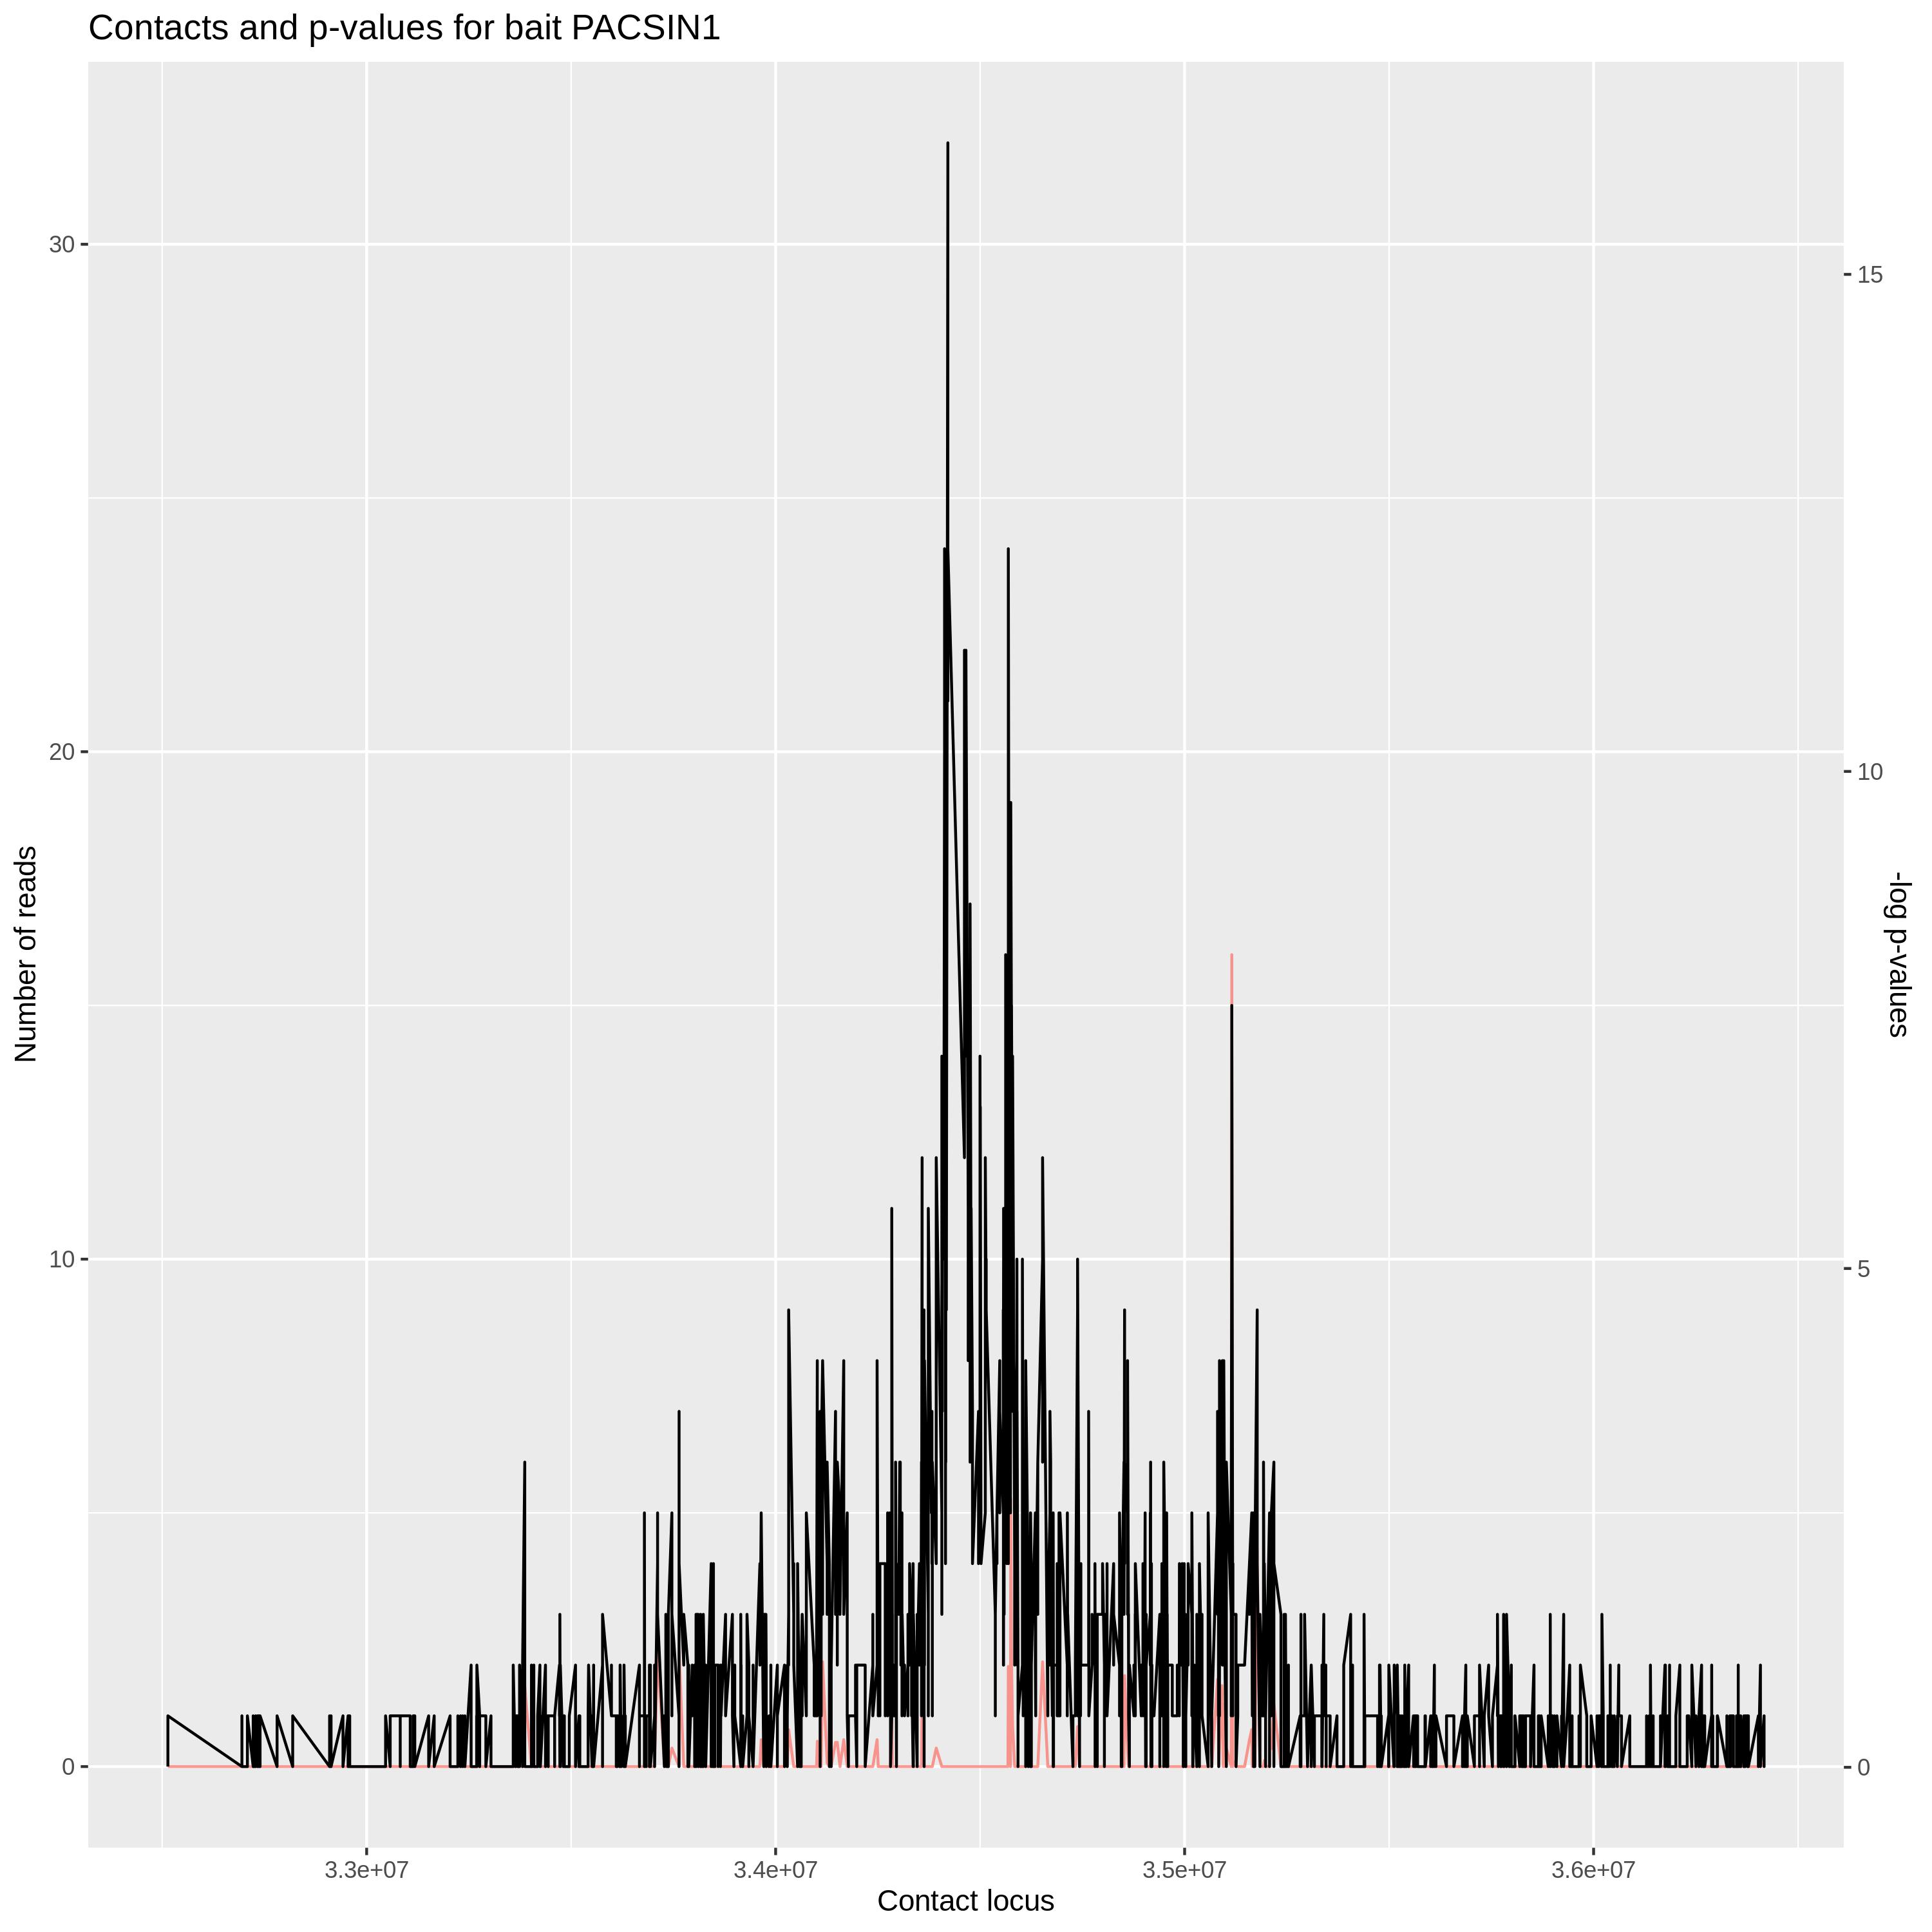 Contacts and p-values for bait PACSIN1
30
20
10
0
Number of reads
15
10
5
0
-log p-values
3.3e+07
3.4e+07
3.5e+07
3.6e+07
Contact locus